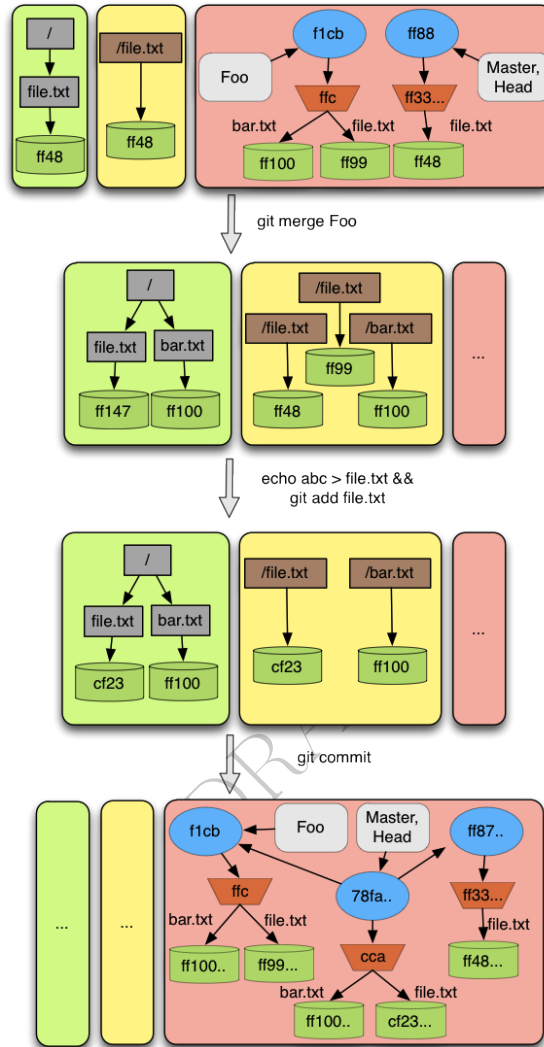 /
file.txt
ff48
/file.txt
ff48
f1cb
ff88
Foo
Master,
Head
ffc
ff33...
bar.txt
file.txt
file.txt
ff100
ff99
ff48
git merge Foo
/
file.txt
bar.txt
ff147
ff100
/file.txt
/file.txt
/bar.txt
ff99
ff48
ff100
...
echo abc > file.txt &&
git add file.txt
/
file.txt
bar.txt
cf23
ff100
/file.txt
/bar.txt
cf23
ff100
...
git commit
...
...
f1cb
Foo
Master,
Head
ff87..
ffc
78fa..
ff33...
bar.txt
file.txt
file.txt
ff100..
ff99...
cca
ff48...
bar.txt
file.txt
ff100..
cf23...
DRA